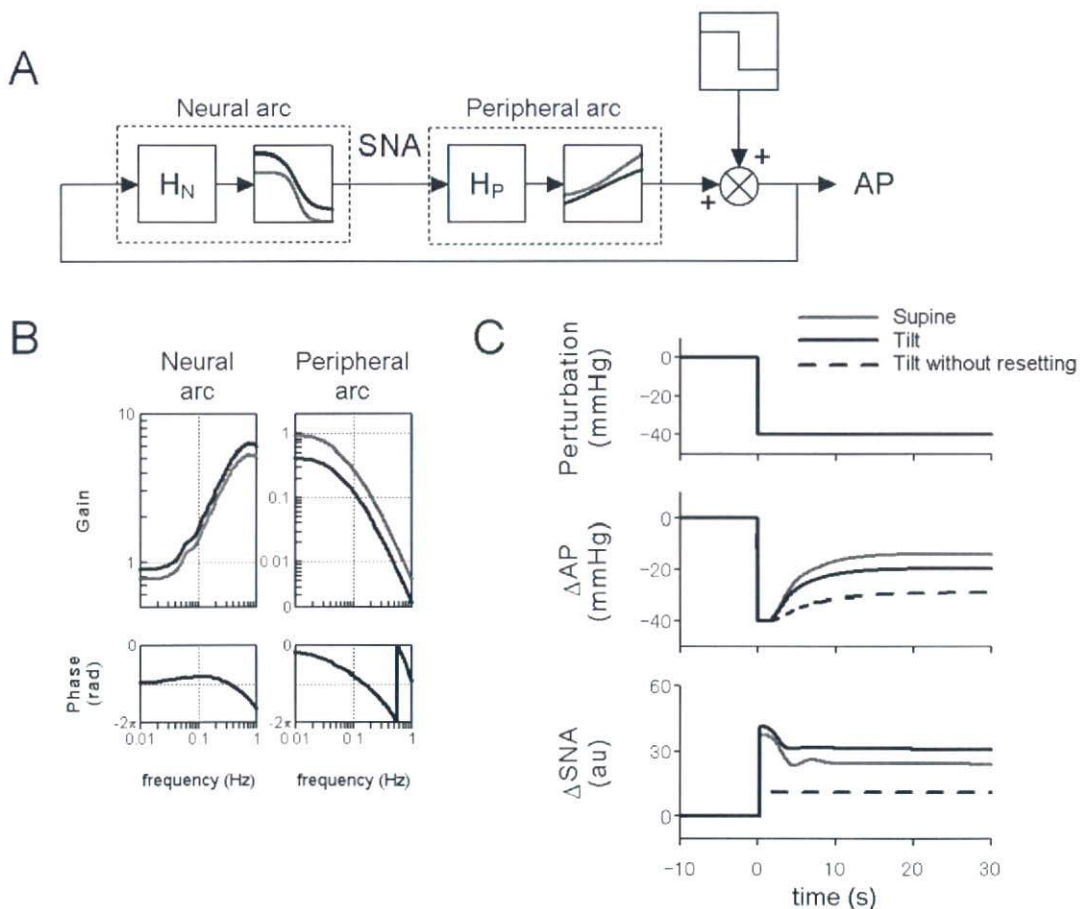 A
Neural arc
Peripheral arc
SNA
H_N
H_P
+
+
AP
B
Neural
arc
Peripheral
arc
10
1
Gain
1
0.1
0.01
0
0
-2π
Phase
(rad)
0.01
0.1
1
0.01
0.1
1
frequency (Hz)
frequency (Hz)
C
Supine
Tilt
Tilt without resetting
Perturbation
(mmHg)
0
-20
-40
ΔAP
(mmHg)
0
-20
-40
ΔSNA
(au)
60
30
0
-10
0
10
20
30
time (s)